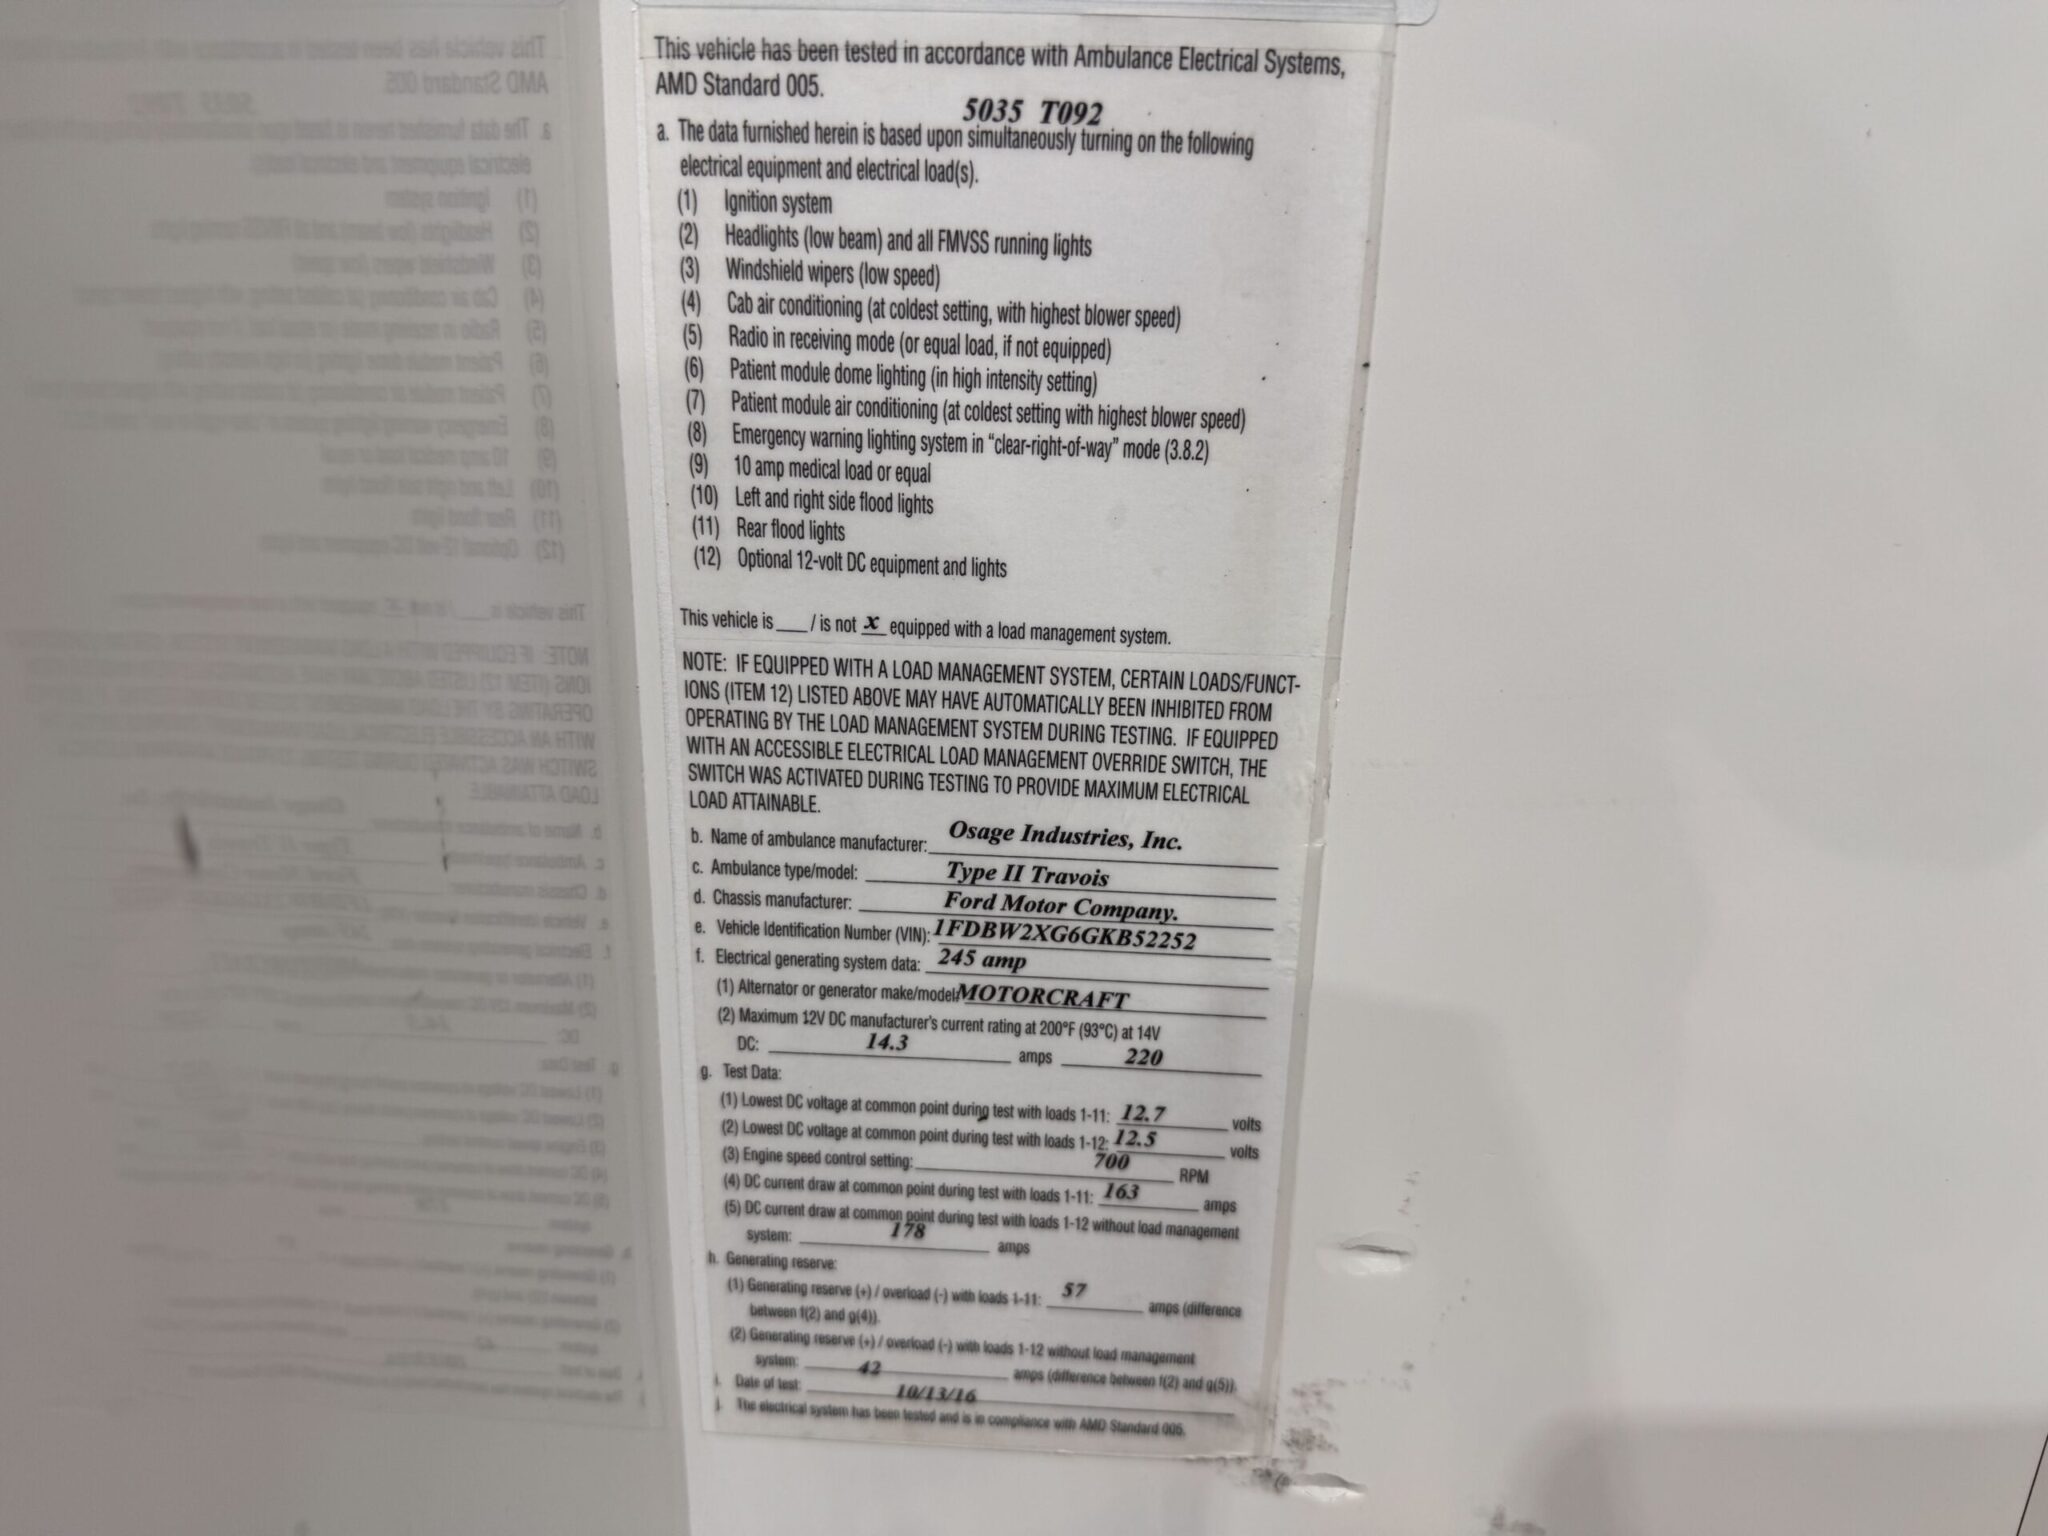 This vehicle has been tested in accordance with Ambulance Electrical Systems,
AMD Standard 005.
5035 T092
a. The data furnished herein is based upon simultaneously turning on the following
electrical equipment and electrical load(s).
(1) Ignition system
(2) Headlights (low beam) and all FMVSS running lights
(3) Windshield wipers (low speed)
(4) Cab air conditioning (at coldest setting, with highest blower speed)
(5) Radio in receiving mode (or equal load, if not equipped)
(6) Patient module dome lighting (in high intensity setting)
(7) Patient module air conditioning (at coldest setting with highest blower speed)
(8) Emergency warning lighting system in “clear-right-of-way” mode (3.8.2)
(9) 10 amp medical load or equal
(10) Left and right side flood lights
(11) Rear flood lights
(12) Optional 12-volt DC equipment and lights
This vehicle is ___ / is not x equipped with a load management system.
NOTE: IF EQUIPPED WITH A LOAD MANAGEMENT SYSTEM, CERTAIN LOADS/FUNCT-
IONS (ITEM 12) LISTED ABOVE MAY HAVE AUTOMATICALLY BEEN INHIBITED FROM
OPERATING BY THE LOAD MANAGEMENT SYSTEM DURING TESTING. IF EQUIPPED
WITH AN ACCESSIBLE ELECTRICAL LOAD MANAGEMENT OVERRIDE SWITCH, THE
SWITCH WAS ACTIVATED DURING TESTING TO PROVIDE MAXIMUM ELECTRICAL
LOAD ATTAINABLE.
b. Name of ambulance manufacturer: Osage Industries, Inc.
c. Ambulance type/model: Type II Travois
d. Chassis manufacturer: Ford Motor Company.
e. Vehicle Identification Number (VIN): 1FDBW2XG6GKB52252
f. Electrical generating system data: 245 amp
(1) Alternator or generator make/model: MOTORCRAFT
(2) Maximum 12V DC manufacturer's current rating at 200°F (93°C) at 14V
DC: 14.3 amps 220
g. Test Data:
(1) Lowest DC voltage at common point during test with loads 1-11: 12.7 volts
(2) Lowest DC voltage at common point during test with loads 1-12: 12.5 volts
(3) Engine speed control setting: 700 RPM
(4) DC current draw at common point during test with loads 1-11: 163 amps
(5) DC current draw at common point during test with loads 1-12 without load management
system: 178 amps
h. Generating reserve:
(1) Generating reserve (+) / overload (-) with loads 1-11: 57 amps (difference
between f(2) and g(4)).
(2) Generating reserve (+) / overload (-) with loads 1-12 without load management
system: 42 amps (difference between f(2) and g(5)).
i. Date of test: 10/13/16
j. The electrical system has been tested and is in compliance with AMD Standard 005.